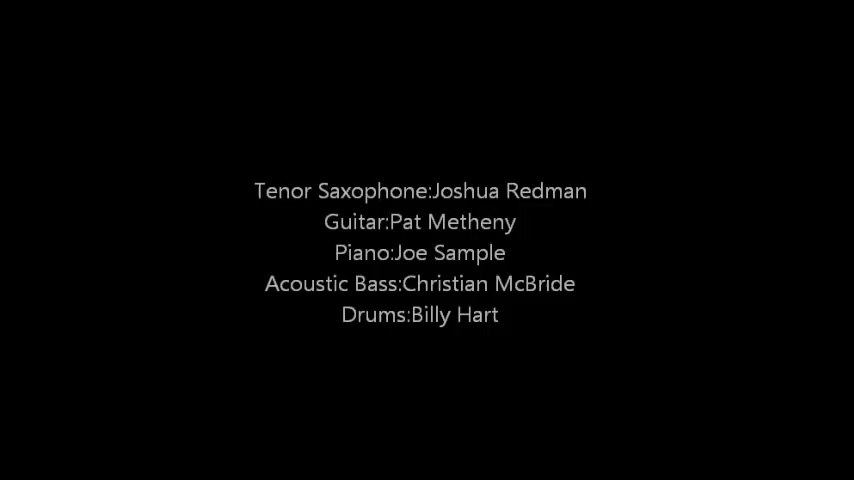 Tenor Saxophone:Joshua Redman
Guitar:Pat Metheny
Piano:Joe Sample
Acoustic Bass:Christian McBride
Drums:Billy Hart